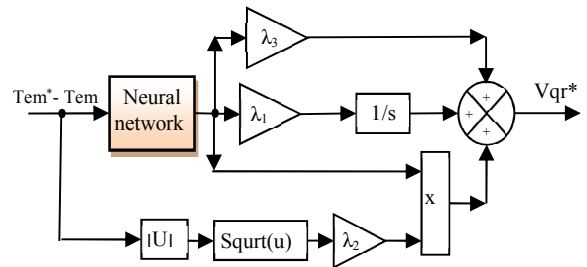 λ₃
Tem*- Tem
Neural
network
λ₁
1/s
+
+
+
Vqr*
x
|U|
Squrt(u)
λ₂